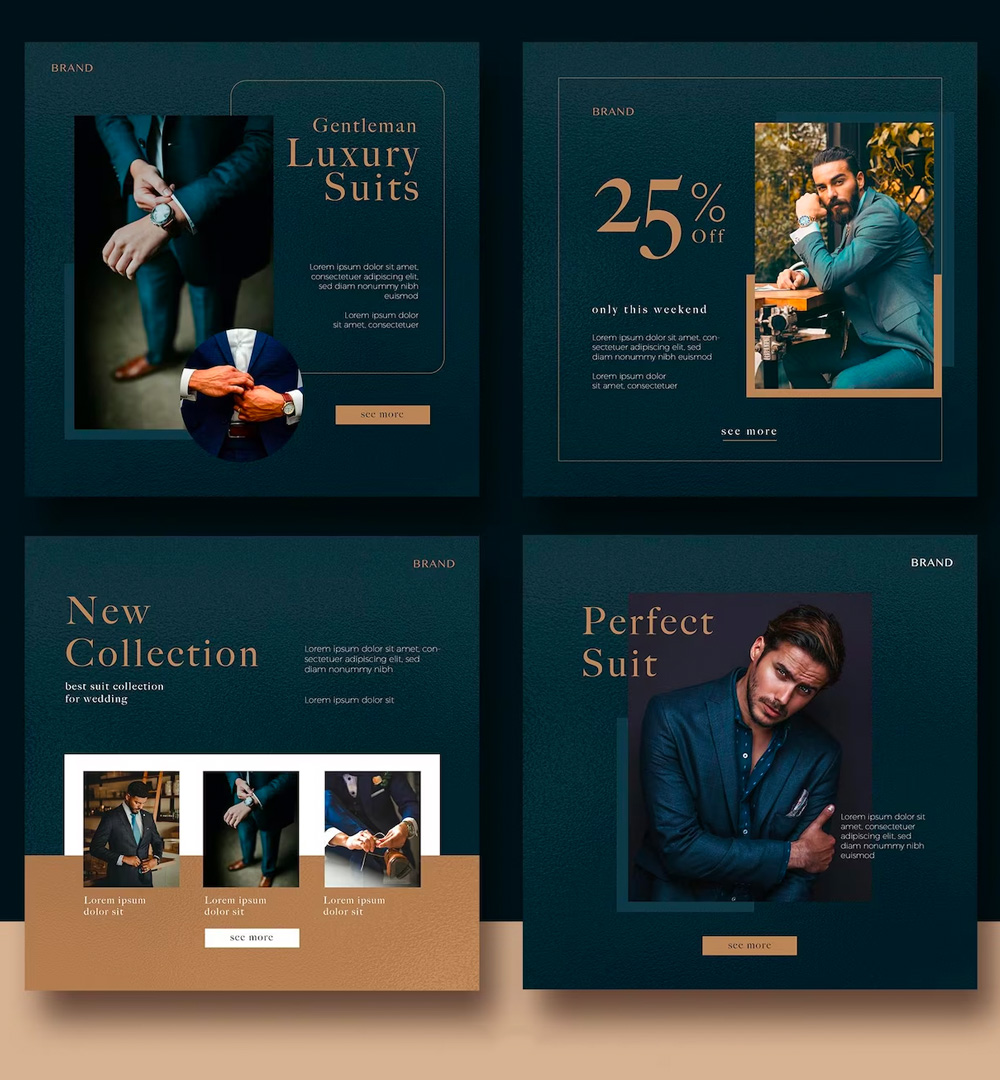 BRAND
Gentleman
Luxury
Suits
Lorem ipsum dolor sit amet,
consectetuer adipiscing elit,
sed diam nonummy nibh
euismod
Lorem ipsum dolor
sit amet, consectetuer
see more
BRAND
25%
Off
only this weekend
Lorem ipsum dolor sit amet, con-
sectetuer adipiscing elit, sed
diam nonummy nibh euismod
Lorem ipsum dolor
sit amet, consectetuer
see more
BRAND
New
Collection
best suit collection
for wedding
Lorem ipsum dolor sit amet, con-
sectetuer adipiscing elit, sed
diam nonummy nibh
Lorem ipsum dolor sit
Lorem ipsum
dolor sit
Lorem ipsum
dolor sit
Lorem ipsum
dolor sit
see more
BRAND
Perfect
Suit
Lorem ipsum dolor sit
amet, consectetuer
adipiscing elit, sed
diam nonummy nibh
euismod
see more